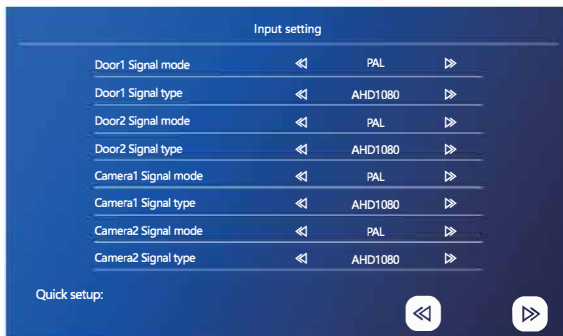 Input setting
Door1 Signal mode PAL
Door1 Signal type AHD1080
Door2 Signal mode PAL
Door2 Signal type AHD1080
Camera1 Signal mode PAL
Camera1 Signal type AHD1080
Camera2 Signal mode PAL
Camera2 Signal type AHD1080
Quick setup: